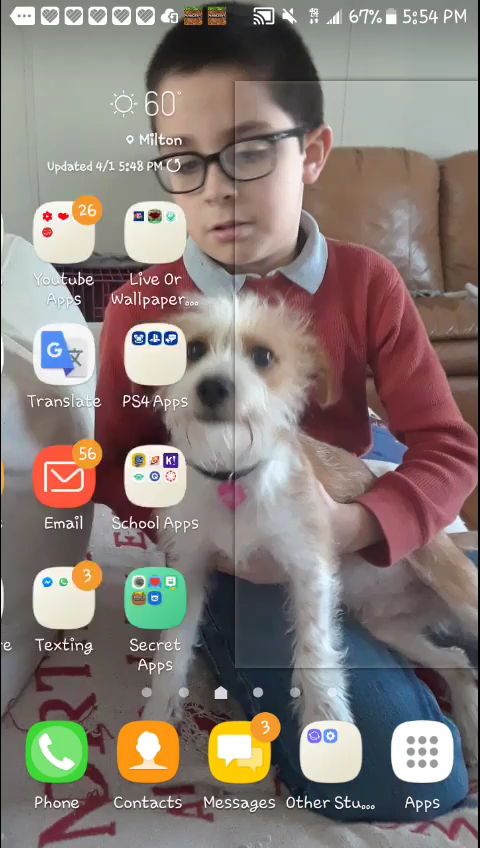 67% 5:54 PM
60°
Milton
Updated 4/1 5:48 PM
26
Youtube Apps
Live Or Wallpaper...
Translate
PS4 Apps
56
Email
School Apps
3
Texting
Secret Apps
3
Phone
Contacts
Messages
Other Stu...
Apps